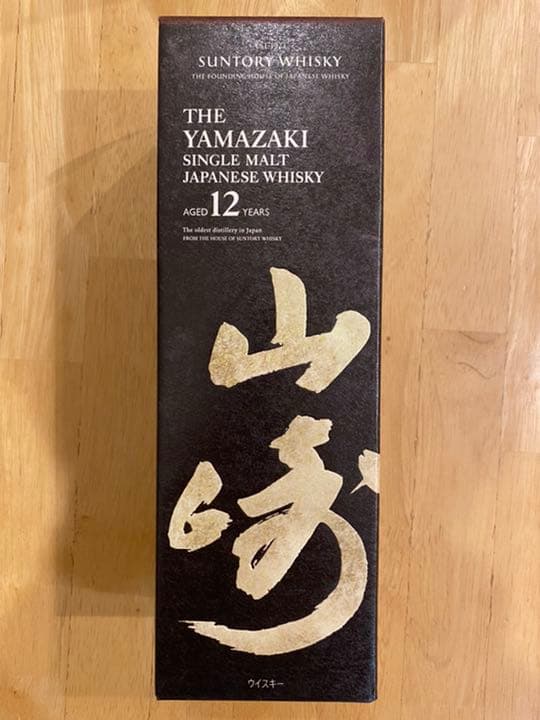 SUNTORY WHISKY
THE FOUNDING HOUSE OF JAPANESE WHISKY
THE
YAMAZAKI
SINGLE MALT
JAPANESE WHISKY
AGED 12 YEARS
The oldest distillery in Japan
FROM THE HOUSE OF SUNTORY WHISKY
山
崎
ウイスキー